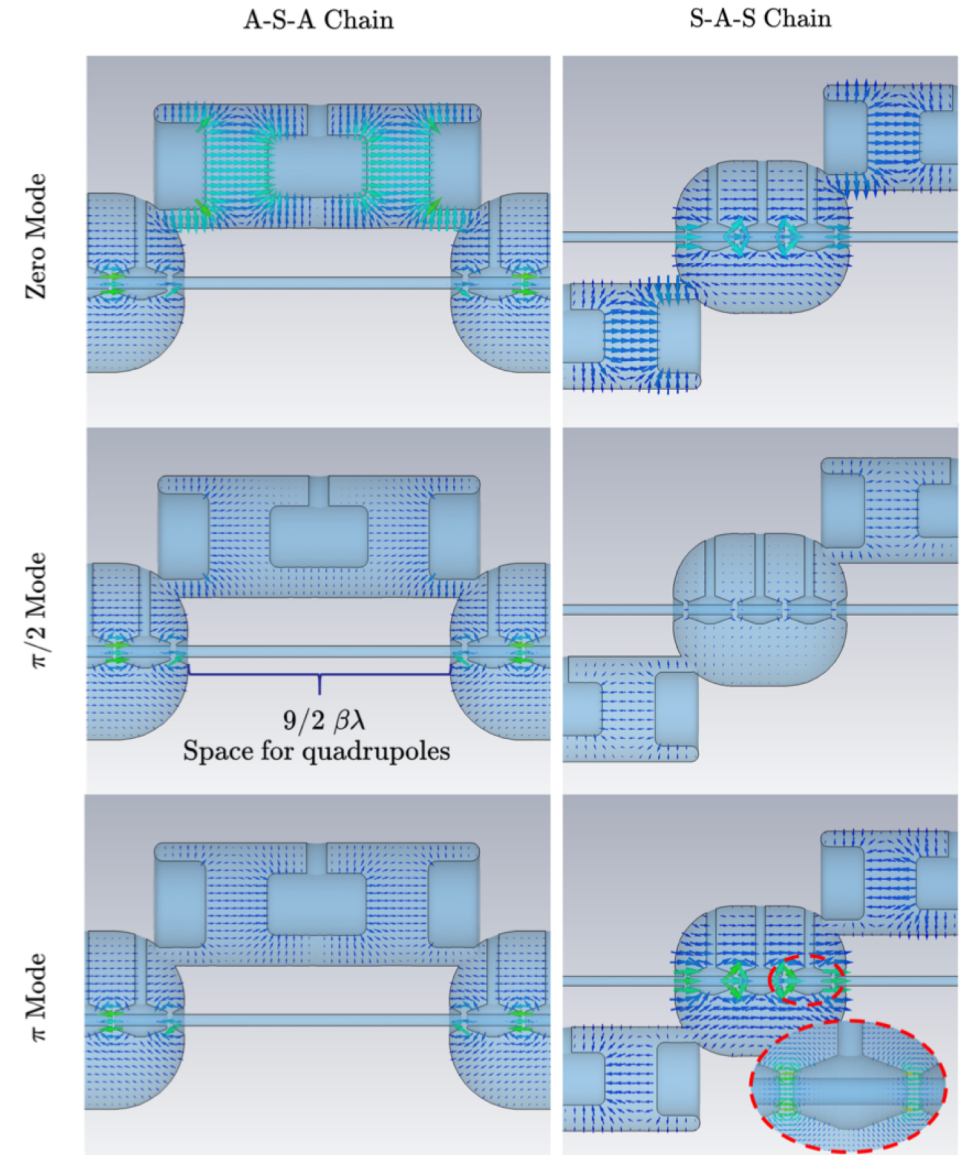 A-S-A Chain
S-A-S Chain
Zero Mode
π/2 Mode
9/2 βλ
Space for quadrupoles
π Mode